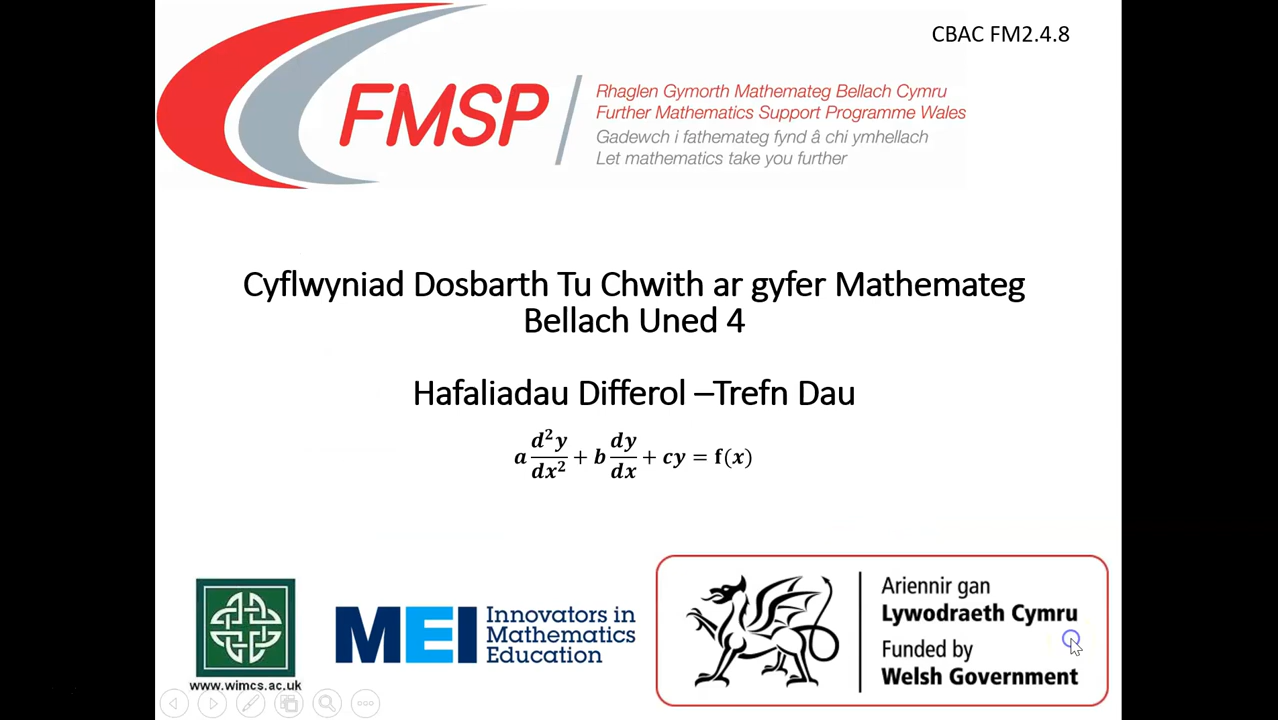 CBAC FM2.4.8
FMSP
Rhaglen Gymorth Mathemateg Bellach Cymru
Further Mathematics Support Programme Wales
Gadewch i fathemateg fynd â chi ymhellach
Let mathematics take you further
Cyflwyniad Dosbarth Tu Chwith ar gyfer Mathemateg
Bellach Uned 4
Hafaliadau Differol –Trefn Dau
a d²y/dx² + b dy/dx + cy = f(x)
www.wimcs.ac.uk
MEI
Innovators in
Mathematics
Education
Ariennir gan
Lywodraeth Cymru
Funded by
Welsh Government